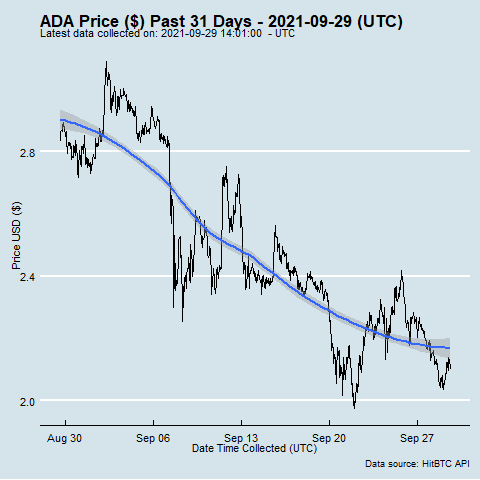 ADA Price ($) Past 31 Days - 2021-09-29 (UTC)
Latest data collected on: 2021-09-29 14:01:00 - UTC
2.8
2.4
2.0
Price USD ($)
Aug 30 Sep 06 Sep 13 Sep 20 Sep 27
Date Time Collected (UTC)
Data source: HitBTC API